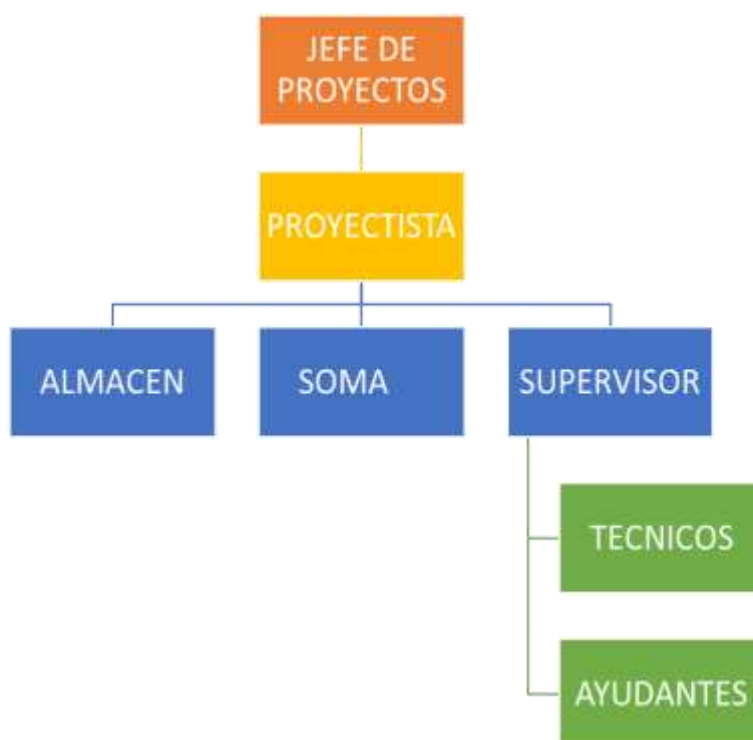 JEFE DE
PROYECTOS
PROYECTISTA
ALMACEN
SOMA
SUPERVISOR
TECNICOS
AYUDANTES